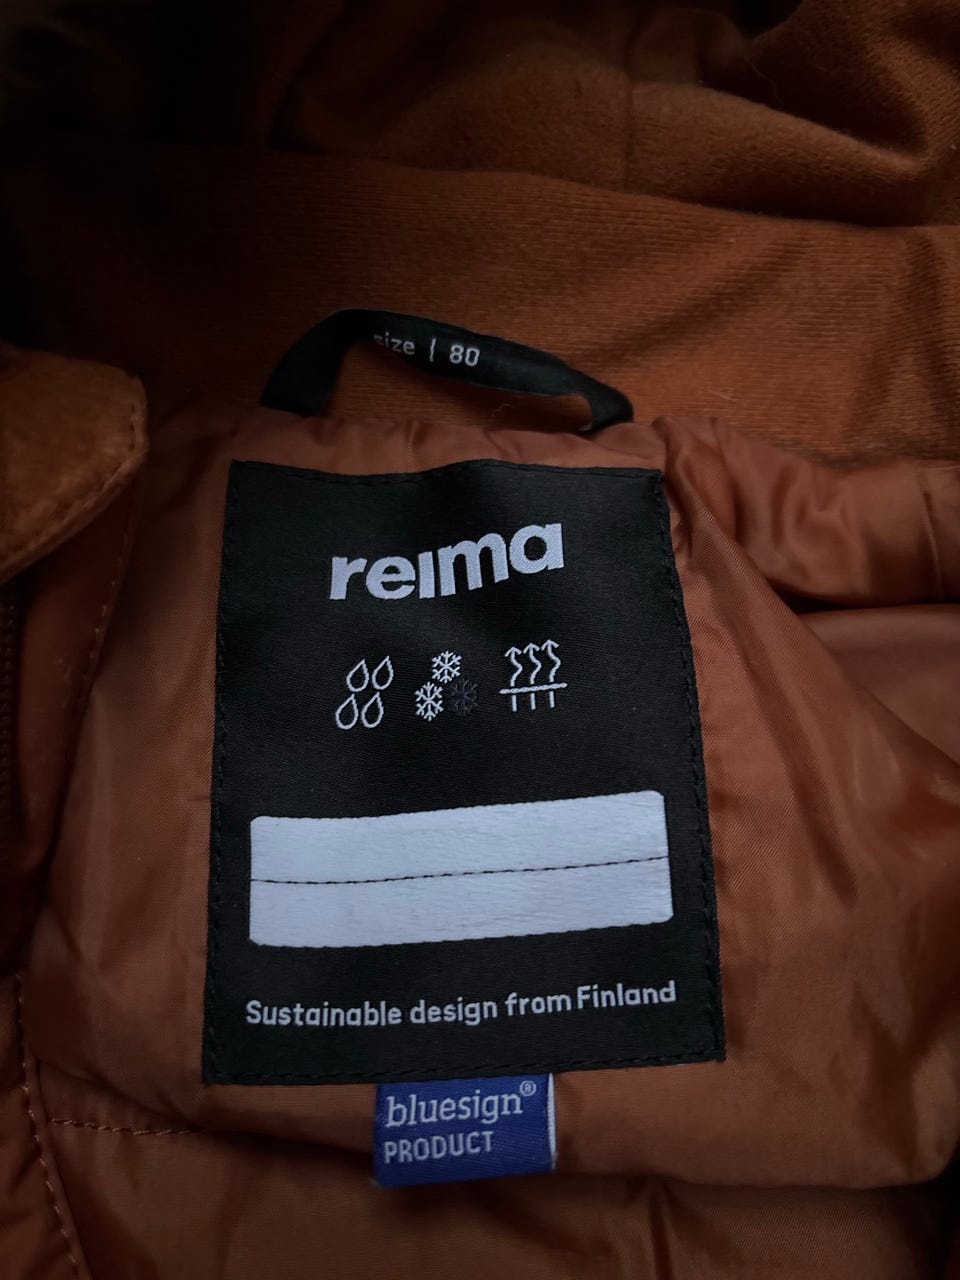 size | 80
reima
Sustainable design from Finland
bluesign®
PRODUCT